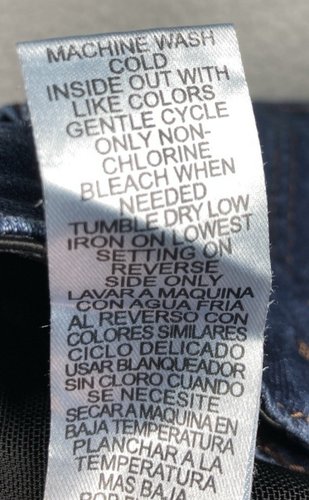 MACHINE WASH
COLD
INSIDE OUT WITH
LIKE COLORS
GENTLE CYCLE
ONLY NON-
CHLORINE
BLEACH WHEN
NEEDED
TUMBLE DRY LOW
IRON ON LOWEST
SETTING ON
REVERSE
SIDE ONLY
LAVAR A MAQUINA
CON AGUA FRIA
AL REVERSO CON
COLORES SIMILARES
CICLO DELICADO
USAR BLANQUEADOR
SIN CLORO CUANDO
SE NECESITE
SECAR A MAQUINA EN
BAJA TEMPERATURA
PLANCHAR A LA
TEMPERATURA
MAS BAJA
POR